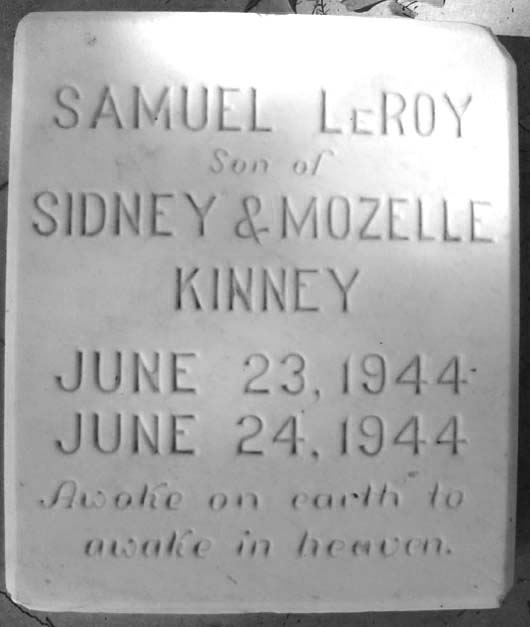 SAMUEL LeROY
Son of
SIDNEY & MOZELLE
KINNEY
JUNE 23, 1944
JUNE 24, 1944
Awoke on earth to
awake in heaven.